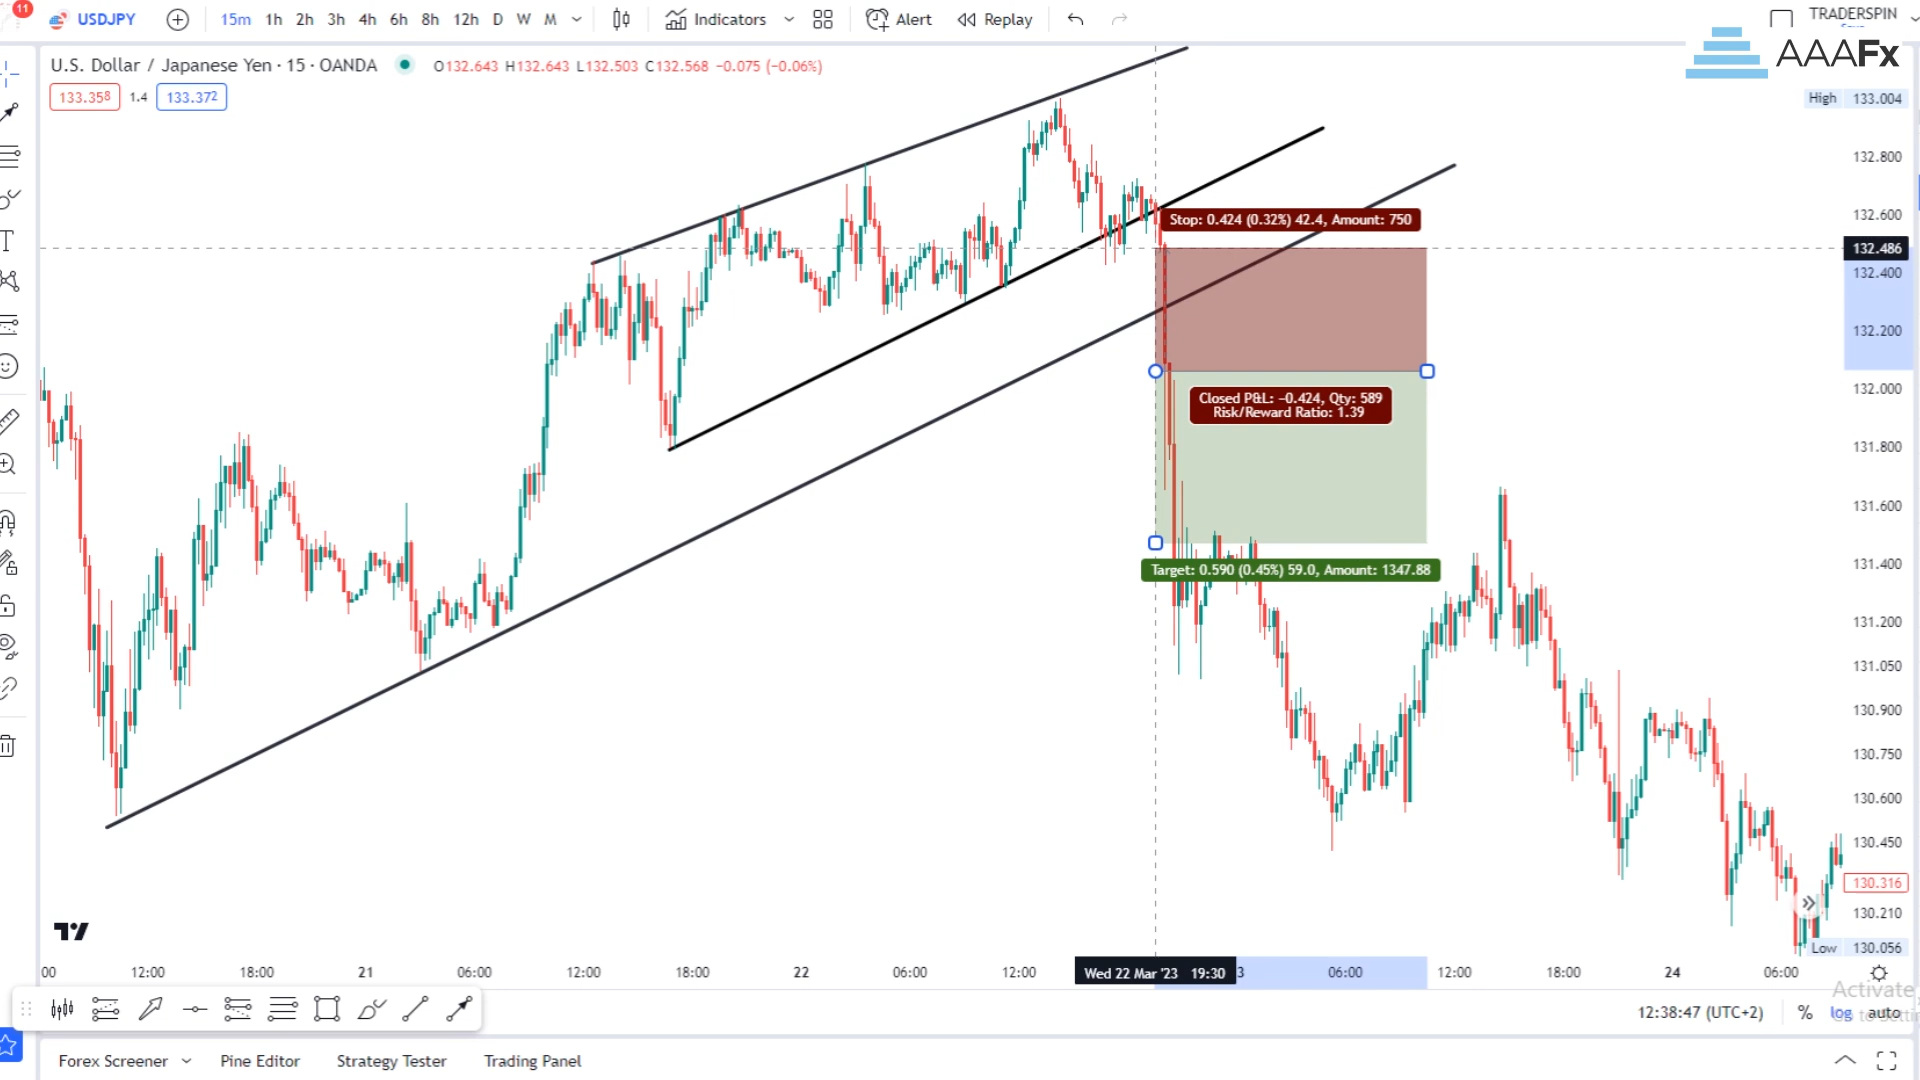 11
USDJPY 15m 1h 2h 3h 4h 6h 8h 12h D W M Indicators Alert Replay TRADERSPIN
AAAFx
U.S. Dollar / Japanese Yen · 15 · OANDA O132.643 H132.643 L132.503 C132.568 −0.075 (−0.06%)
133.358 1.4 133.372
High 133.004
132.800
132.600
Stop: 0.424 (0.32%) 42.4, Amount: 750
132.486
132.400
132.200
132.000
Closed P&L: −0.424, Qty: 589
Risk/Reward Ratio: 1.39
131.800
131.600
131.400
Target: 0.590 (0.45%) 59.0, Amount: 1347.88
131.200
131.050
130.900
130.750
130.600
130.450
130.316
130.210
Low 130.056
00 12:00 18:00 21 06:00 12:00 18:00 22 06:00 12:00 Wed 22 Mar '23 19:30 3 06:00 12:00 18:00 24 06:00
Activate
12:38:47 (UTC+2) % log auto
Forex Screener Pine Editor Strategy Tester Trading Panel